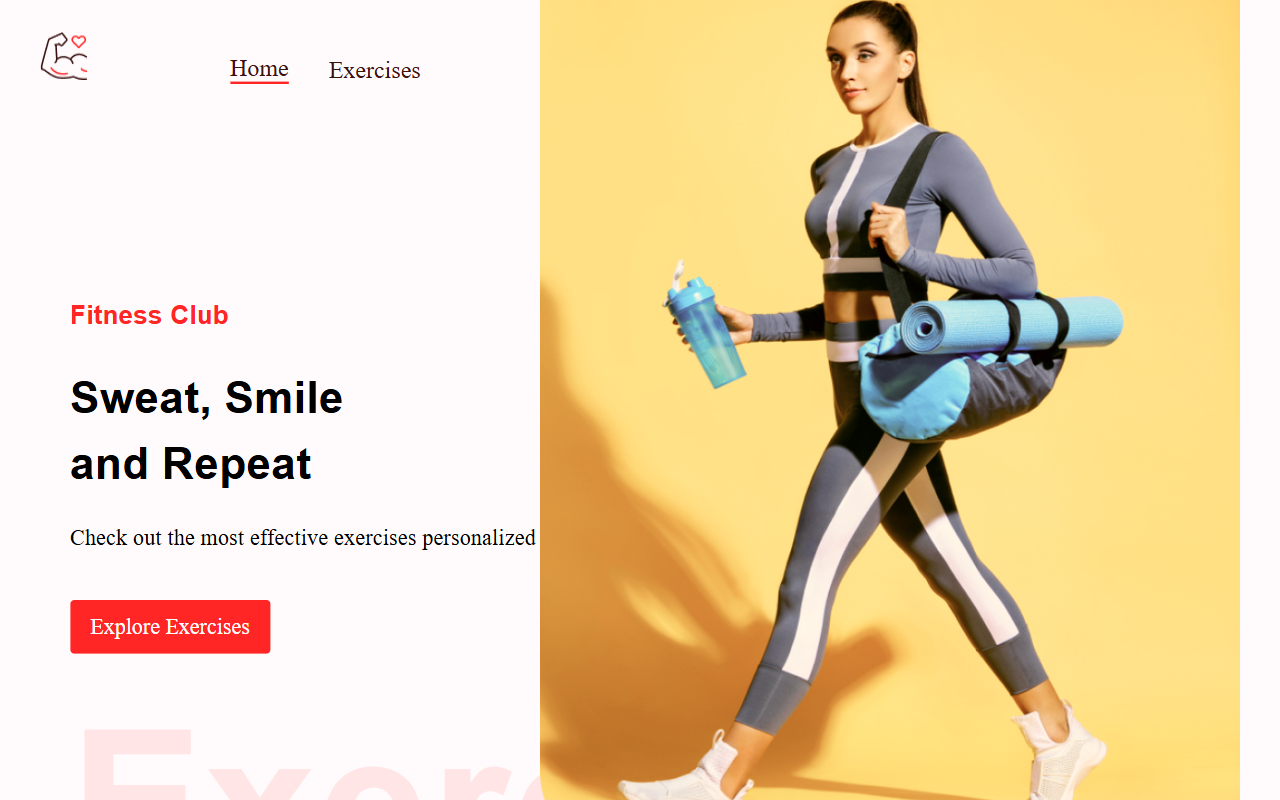 Home Exercises
Fitness Club
Sweat, Smile
and Repeat
Check out the most effective exercises personalized
Explore Exercises
Exerc